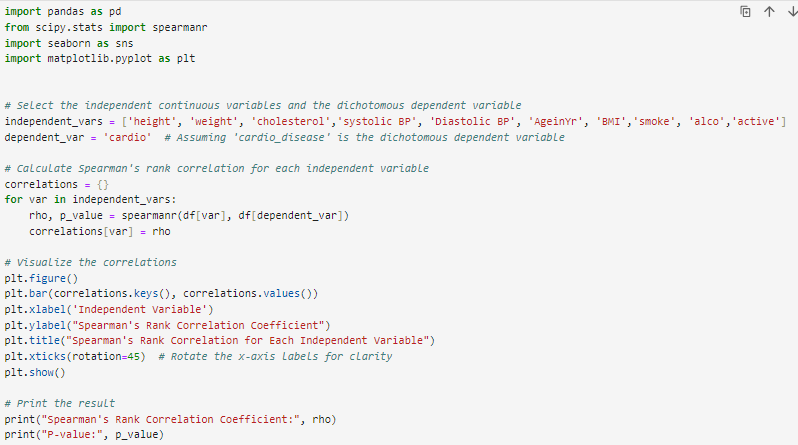 import pandas as pd
from scipy.stats import spearmanr
import seaborn as sns
import matplotlib.pyplot as plt
# Select the independent continuous variables and the dichotomous dependent variable
independent_vars = ['height', 'weight', 'cholesterol','systolic BP', 'Diastolic BP', 'AgeinYr', 'BMI','smoke', 'alco','active']
dependent_var = 'cardio'  # Assuming 'cardio_disease' is the dichotomous dependent variable
# Calculate Spearman's rank correlation for each independent variable
correlations = {}
for var in independent_vars:
    rho, p_value = spearmanr(df[var], df[dependent_var])
    correlations[var] = rho
# Visualize the correlations
plt.figure()
plt.bar(correlations.keys(), correlations.values())
plt.xlabel('Independent Variable')
plt.ylabel("Spearman's Rank Correlation Coefficient")
plt.title("Spearman's Rank Correlation for Each Independent Variable")
plt.xticks(rotation=45)  # Rotate the x-axis labels for clarity
plt.show()
# Print the result
print("Spearman's Rank Correlation Coefficient:", rho)
print("P-value:", p_value)